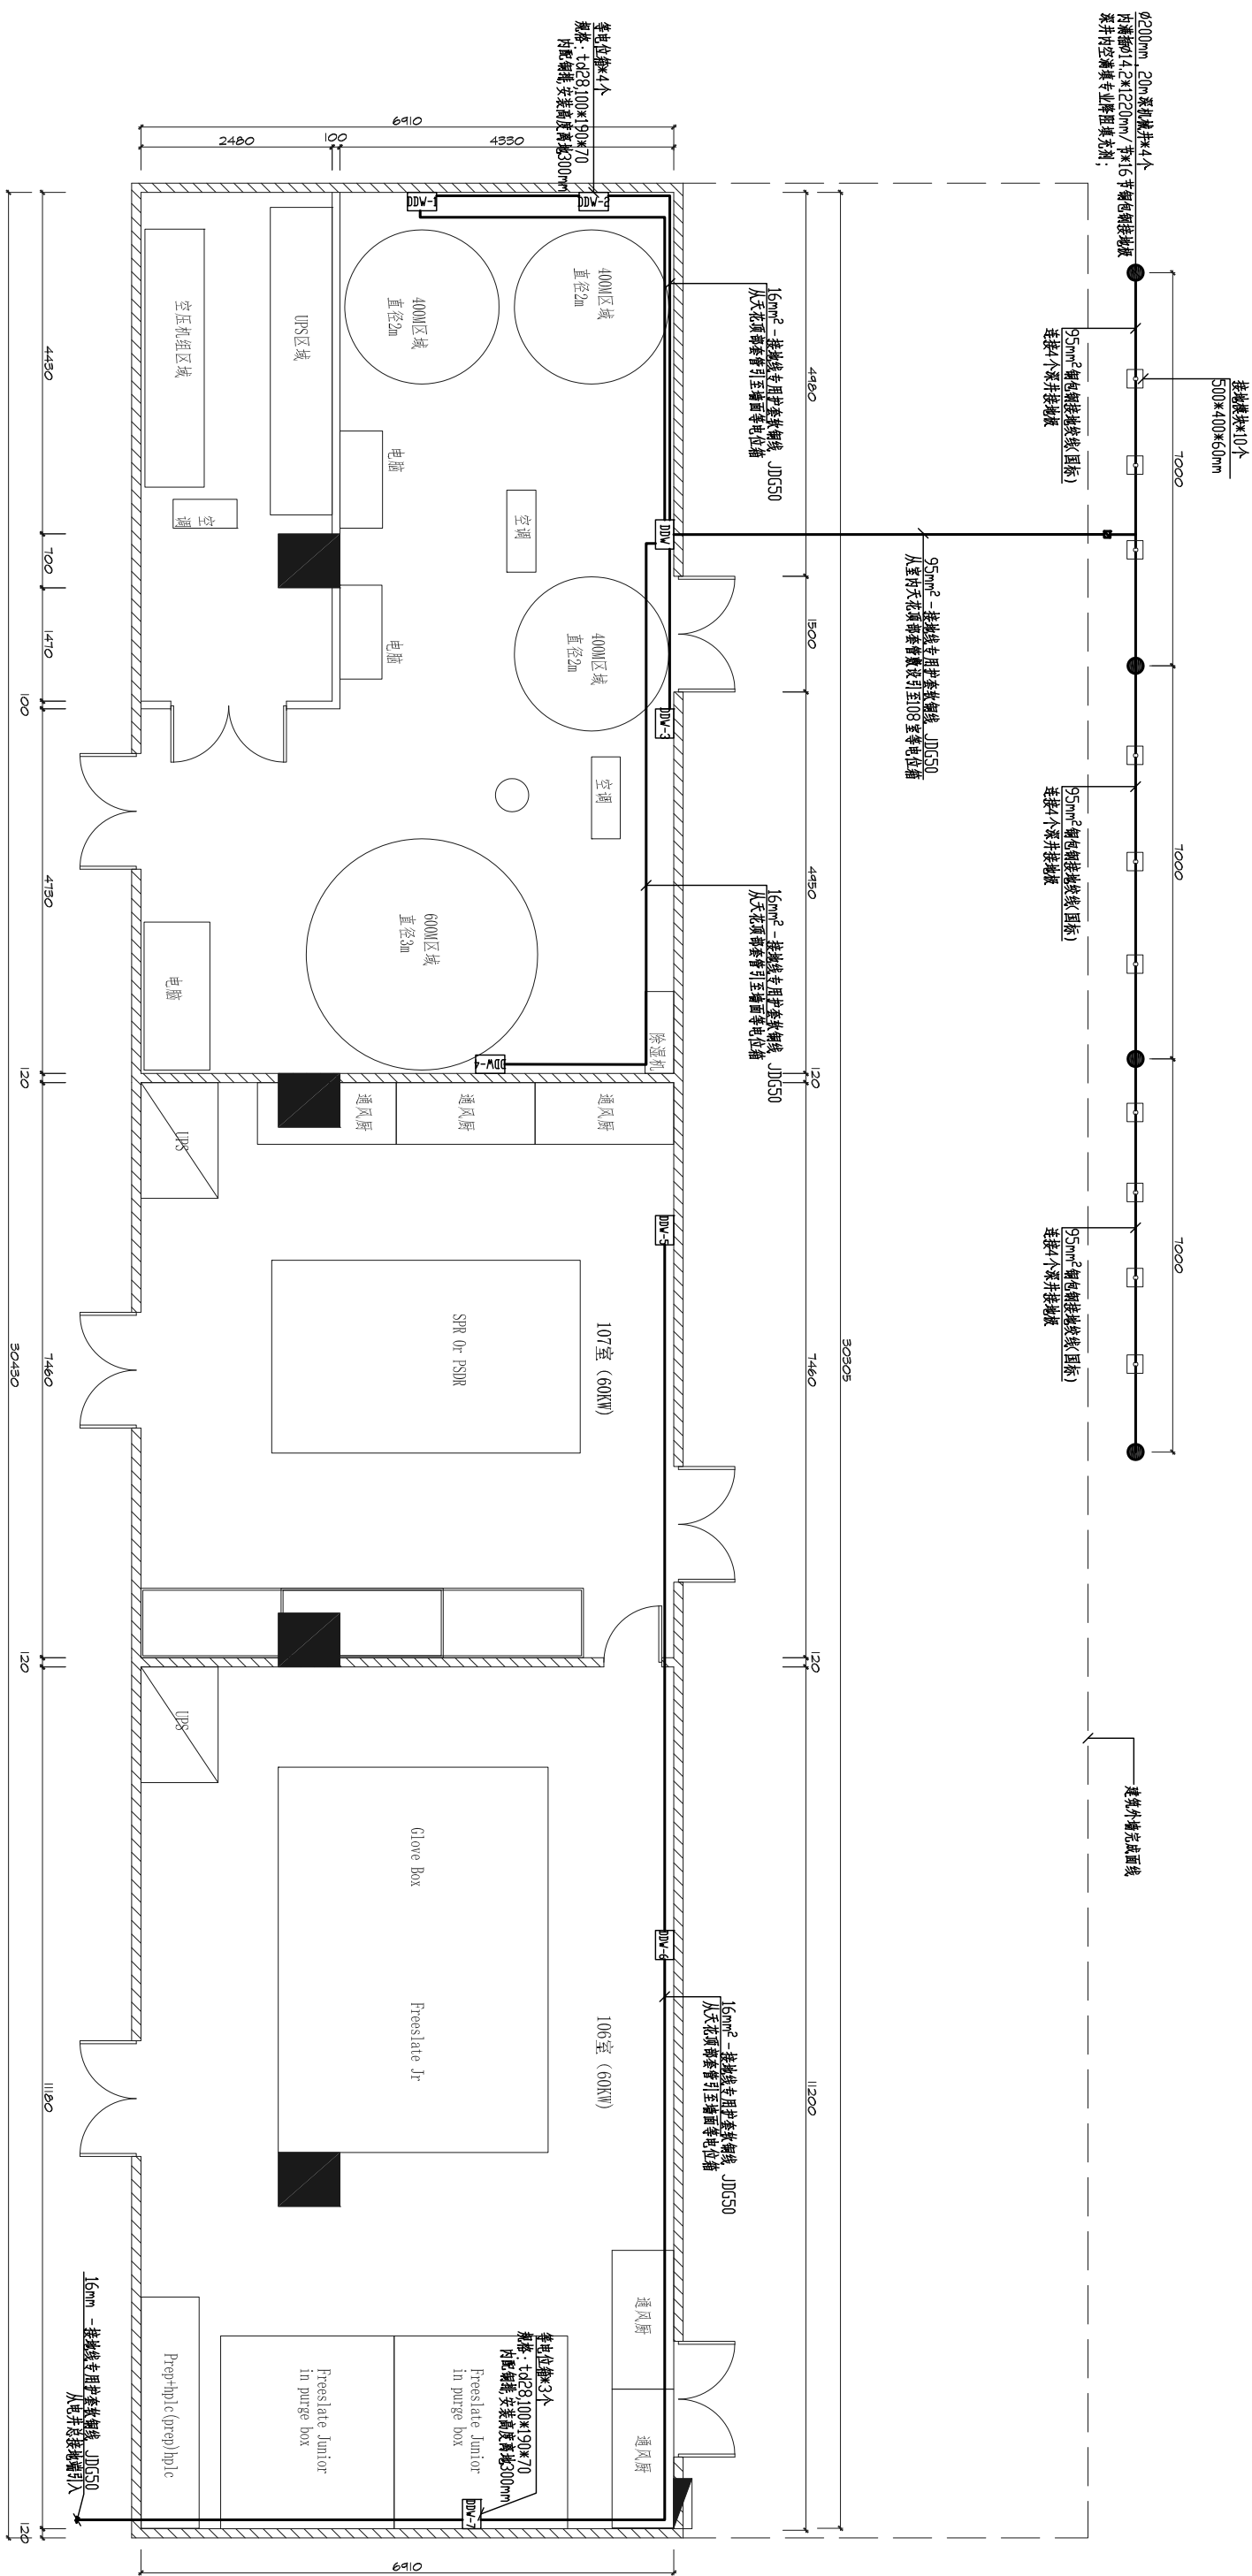 Ø200mm，20m深机械井*4个
内满插Ø14.2*1220mm/节*16节铜包钢接地极
深井内空满填专业降阻填充剂；
接地模块*10个
500*400*60mm
7000
7000
7000
95mm²铜包钢接地绞线(国标)
连接4个深井接地极
95mm²铜包钢接地绞线(国标)
连接4个深井接地极
95mm²铜包钢接地绞线(国标)
连接4个深井接地极
建筑外墙完成面线
95mm²-接地线专用护套软铜线 JDG50
从室内天花顶部套管敷设引至108室等电位箱
30305
4980
1500
4950
120
7460
120
11200
16mm²-接地线专用护套软铜线 JDG50
从天花顶部套管引至墙面等电位箱
16mm²-接地线专用护套软铜线 JDG50
从天花顶部套管引至墙面等电位箱
16mm²-接地线专用护套软铜线 JDG50
从天花顶部套管引至墙面等电位箱
等电位箱*4个
规格：td28,100*190*70
内配铜排,安装高度离地300mm
6910
2480
100
4330
DDW-1
DDW-2
DDW
DDW-3
DDW-4
DDW-5
DDW-6
DDW-7
400M区域
直径2m
400M区域
直径2m
400M区域
直径2m
600M区域
直径3m
空调
空调
空调
除湿机
UPS区域
空压机组区域
电脑
电脑
电脑
通风厨
通风厨
通风厨
UPS
107室（60KW)
SPR Or PSDR
UPS
106室（60KW)
Glove Box
Freeslate Jr
通风厨
通风厨
等电位箱*3个
规格：td28,100*190*70
内配铜排,安装高度离地300mm
Freeslate Junior
in purge box
Freeslate Junior
in purge box
Prep+hplc(prep)hplc
16mm -接地线专用护套软铜线 JDG50
从电井总接地端引入
6910
4430
700
1470
100
4730
120
7460
120
11180
120
30430